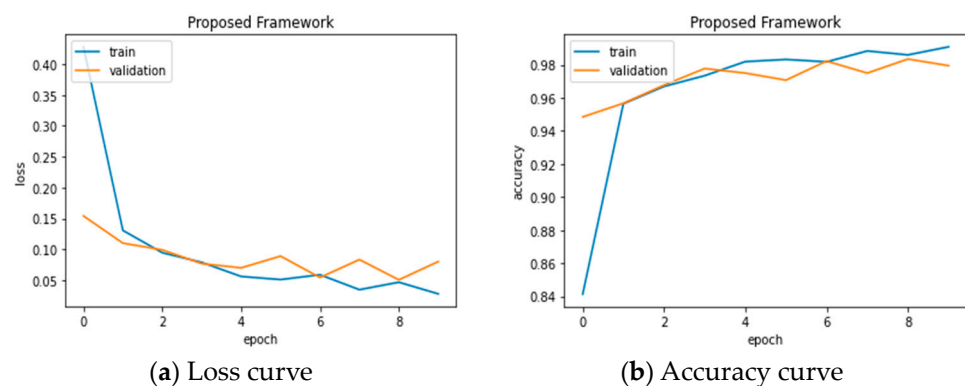 Proposed Framework
train
validation
0.40
0.35
0.30
0.25
0.20
0.15
0.10
0.05
loss
0 2 4 6 8
epoch
(a) Loss curve
Proposed Framework
train
validation
0.98
0.96
0.94
0.92
0.90
0.88
0.86
0.84
accuracy
0 2 4 6 8
epoch
(b) Accuracy curve